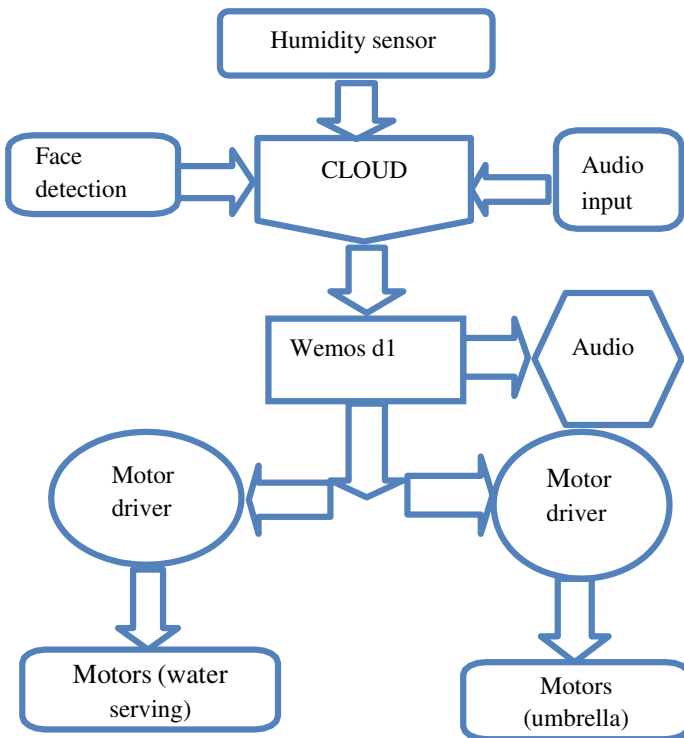 Humidity sensor
Face
detection
CLOUD
Audio
input
Wemos d1
Audio
Motor
driver
Motor
driver
Motors (water
serving)
Motors
(umbrella)